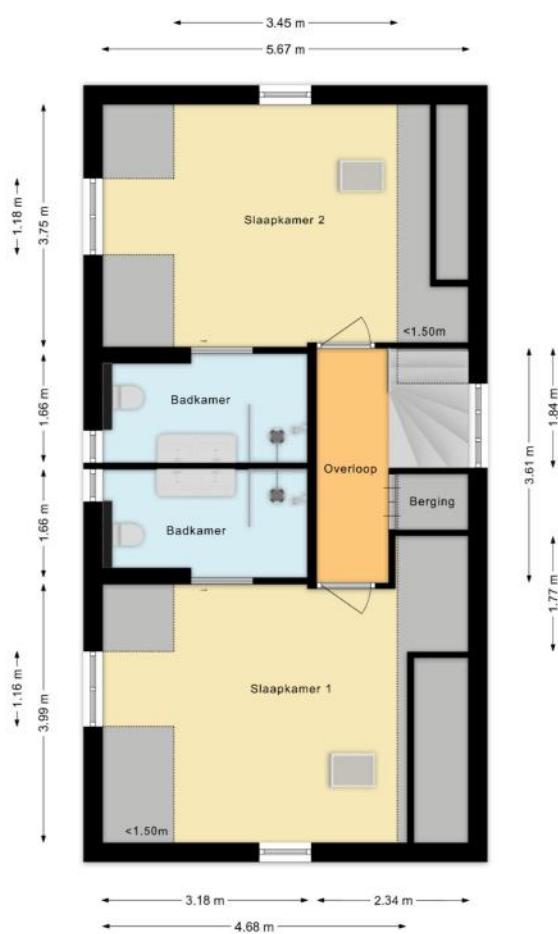 3.45 m
5.67 m
1.18 m
3.75 m
Slaapkamer 2
<1.50m
1.66 m
Badkamer
1.84 m
3.61 m
Overloop
1.66 m
Badkamer
Berging
1.77 m
1.16 m
3.99 m
Slaapkamer 1
<1.50m
3.18 m
2.34 m
4.68 m